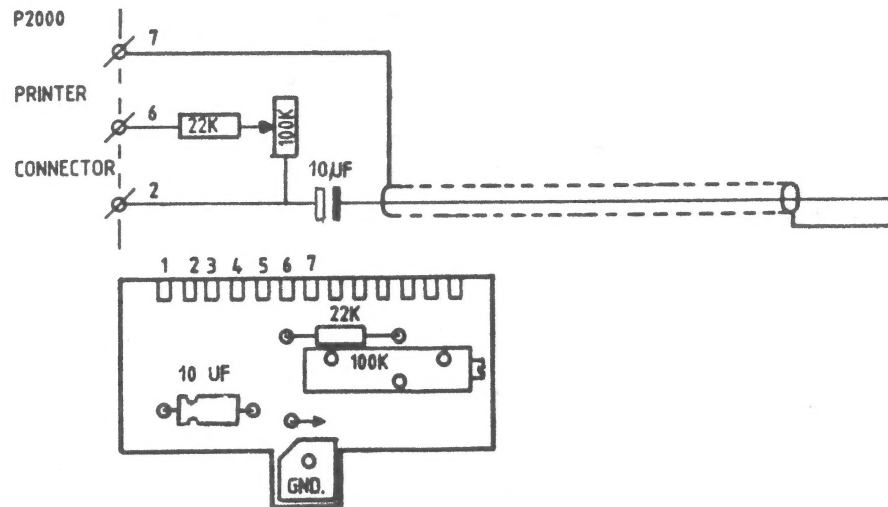 P2000
7
PRINTER
6
22K
100K
CONNECTOR
10µF
2
1 2 3 4 5 6 7
22K
100K
10 UF
GND.